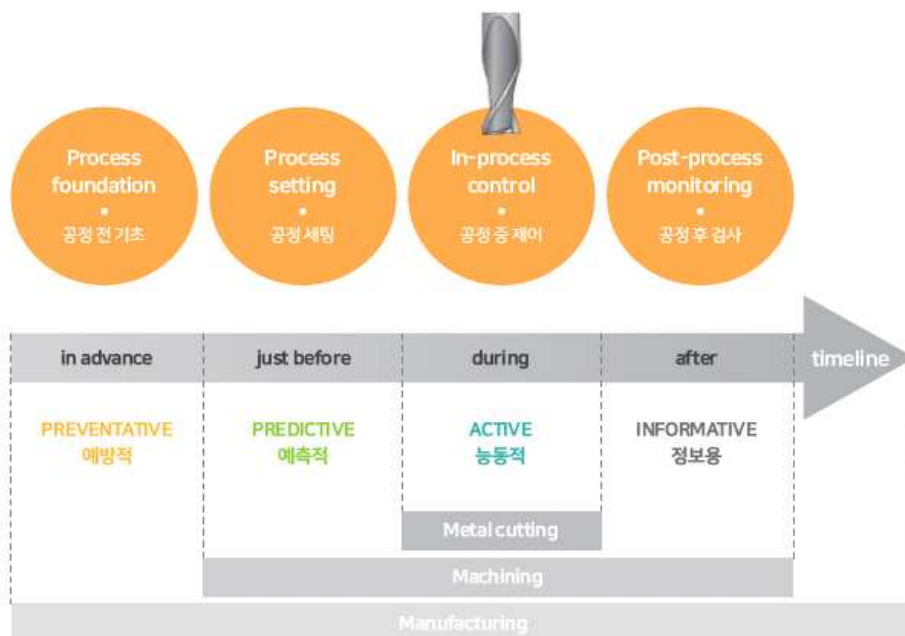 Process
foundation
•
공정 전 기초
Process
setting
•
공정 세팅
In-process
control
•
공정 중 제어
Post-process
monitoring
•
공정 후 검사
in advance
just before
during
after
timeline
PREVENTATIVE
예방적
PREDICTIVE
예측적
ACTIVE
능동적
INFORMATIVE
정보용
Metal cutting
Machining
Manufacturing